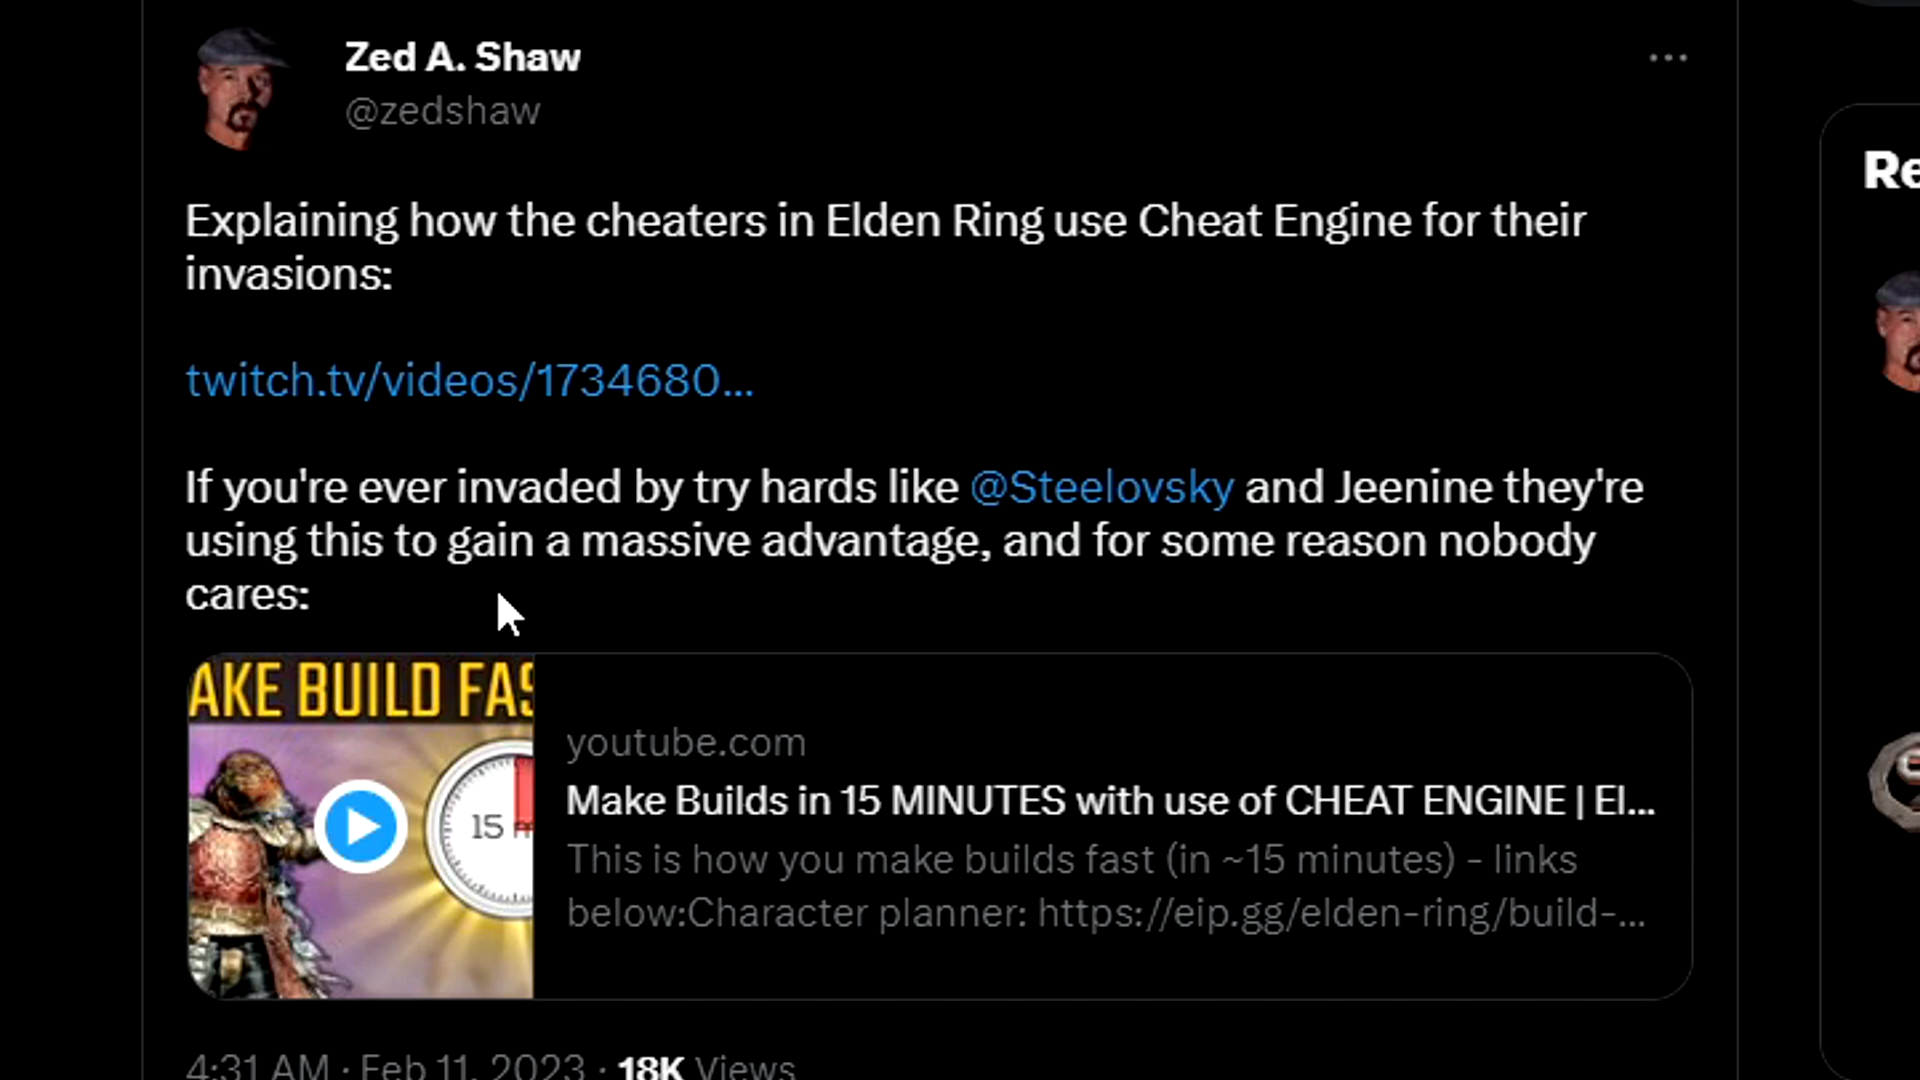 Zed A. Shaw
@zedshaw
Re
Explaining how the cheaters in Elden Ring use Cheat Engine for their
invasions:
twitch.tv/videos/1734680...
If you're ever invaded by try hards like @Steelovsky and Jeenine they're
using this to gain a massive advantage, and for some reason nobody
cares:
AKE BUILD FAS
15 m
youtube.com
Make Builds in 15 MINUTES with use of CHEAT ENGINE | El...
This is how you make builds fast (in ~15 minutes) - links
below:Character planner: https://eip.gg/elden-ring/build-...
4:31 AM · Feb 11, 2023 · 18K Views